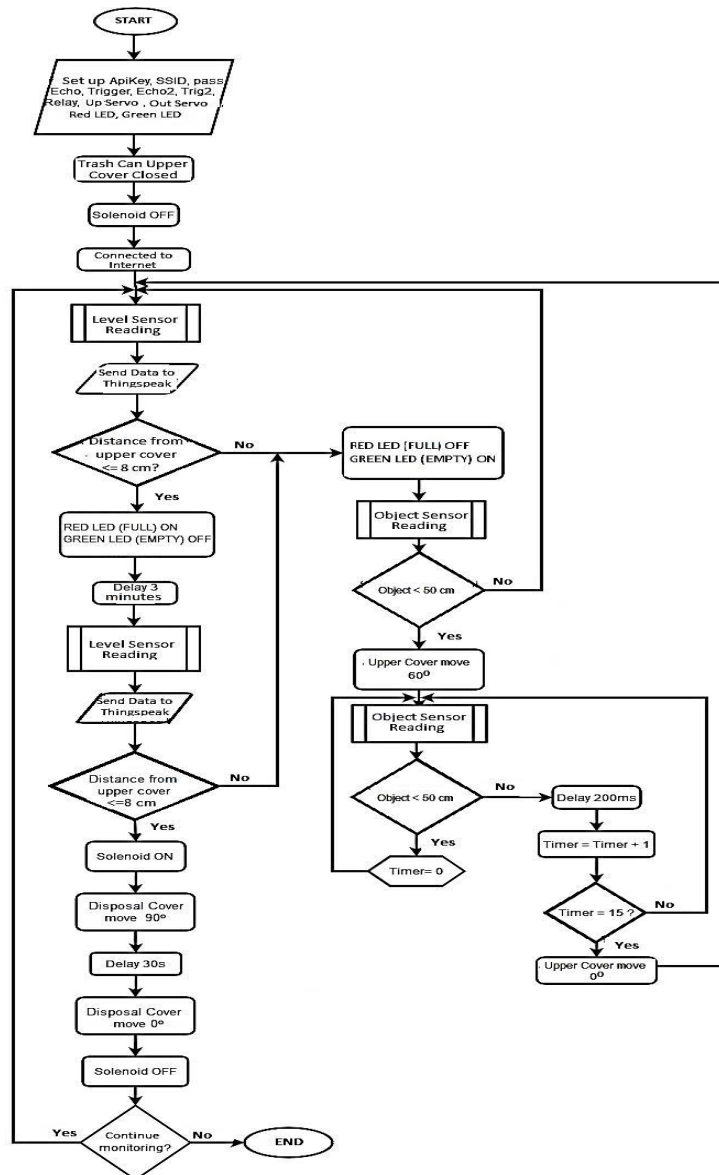 START
Set up ApiKey, SSID, pass
Echo, Trigger, Echo2, Trig2,
Relay, Up Servo , Out Servo ,
Red LED, Green LED
Trash Can Upper
Cover Closed
Solenoid OFF
Connected to
Internet
Level Sensor
Reading
Send Data to
Thingspeak
Distance from
upper cover
<= 8 cm?
No
Yes
RED LED (FULL) ON
GREEN LED (EMPTY) OFF
Delay 3
minutes
Level Sensor
Reading
Send Data to
Thingspeak
Distance from
upper cover
<=8 cm
No
Yes
Solenoid ON
Disposal Cover
move 90º
Delay 30s
Disposal Cover
move 0º
Solenoid OFF
Continue
monitoring?
Yes
No
END
RED LED (FULL) OFF
GREEN LED (EMPTY) ON
Object Sensor
Reading
Object < 50 cm
No
Yes
Upper Cover move
60º
Object Sensor
Reading
Object < 50 cm
No
Yes
Timer= 0
Delay 200ms
Timer = Timer + 1
Timer = 15 ?
No
Yes
Upper Cover move
0º